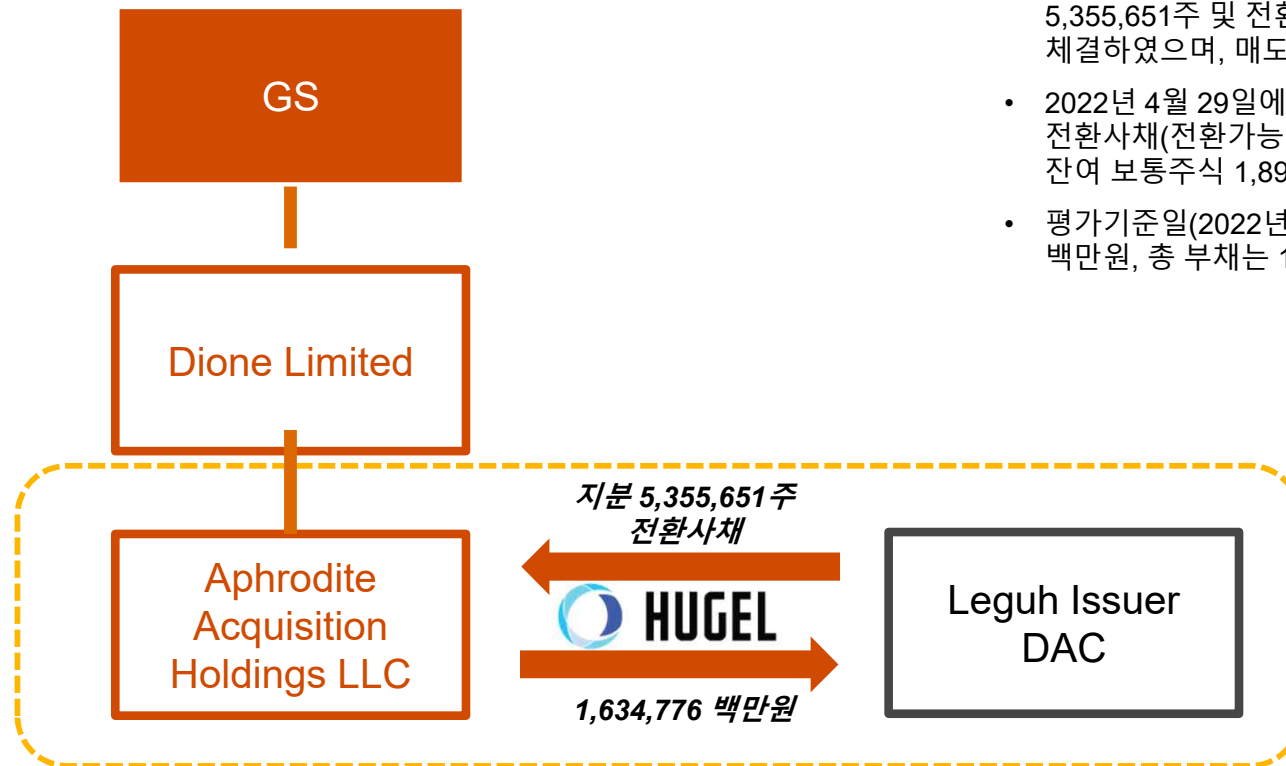 5,355,651주 및 전환
체결하였으며, 매도
• 2022년 4월 29일에
전환사채(전환가능
잔여 보통주식 1,89
• 평가기준일(2022년
백만원, 총 부채는 1
GS
Dione Limited
지분 5,355,651주
전환사채
Aphrodite
Acquisition
Holdings LLC
HUGEL
Leguh Issuer
DAC
1,634,776 백만원